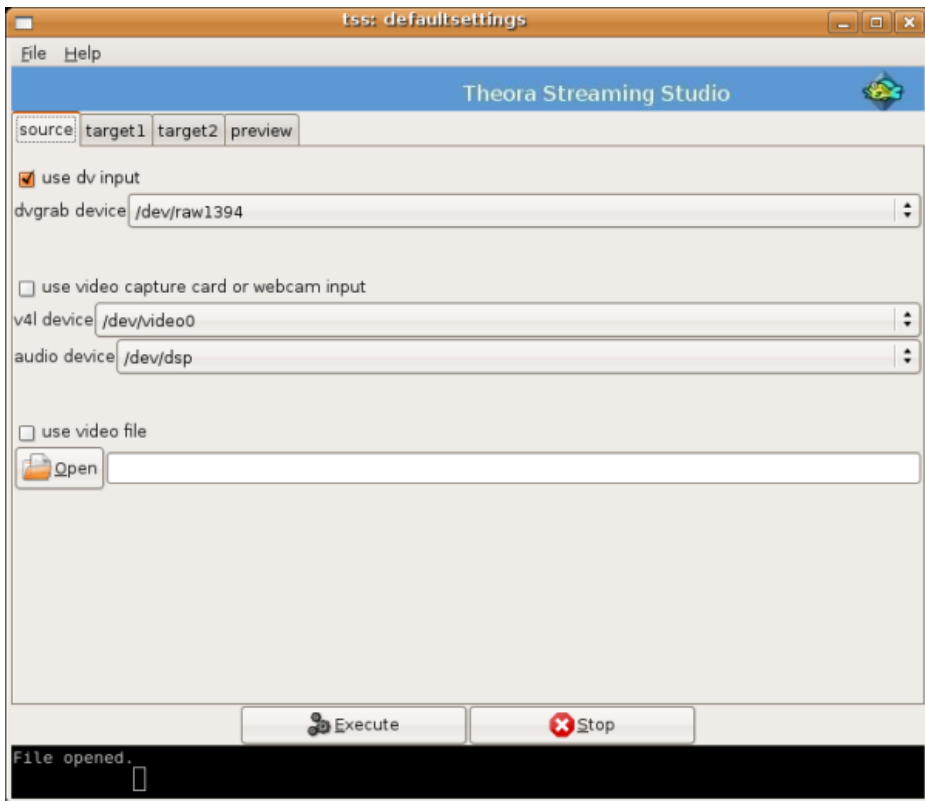 tss: defaultsettings
File Help
Theora Streaming Studio
source target1 target2 preview
use dv input
dvgrab device /dev/raw1394
use video capture card or webcam input
v4l device /dev/video0
audio device /dev/dsp
use video file
Open
Execute Stop
File opened.